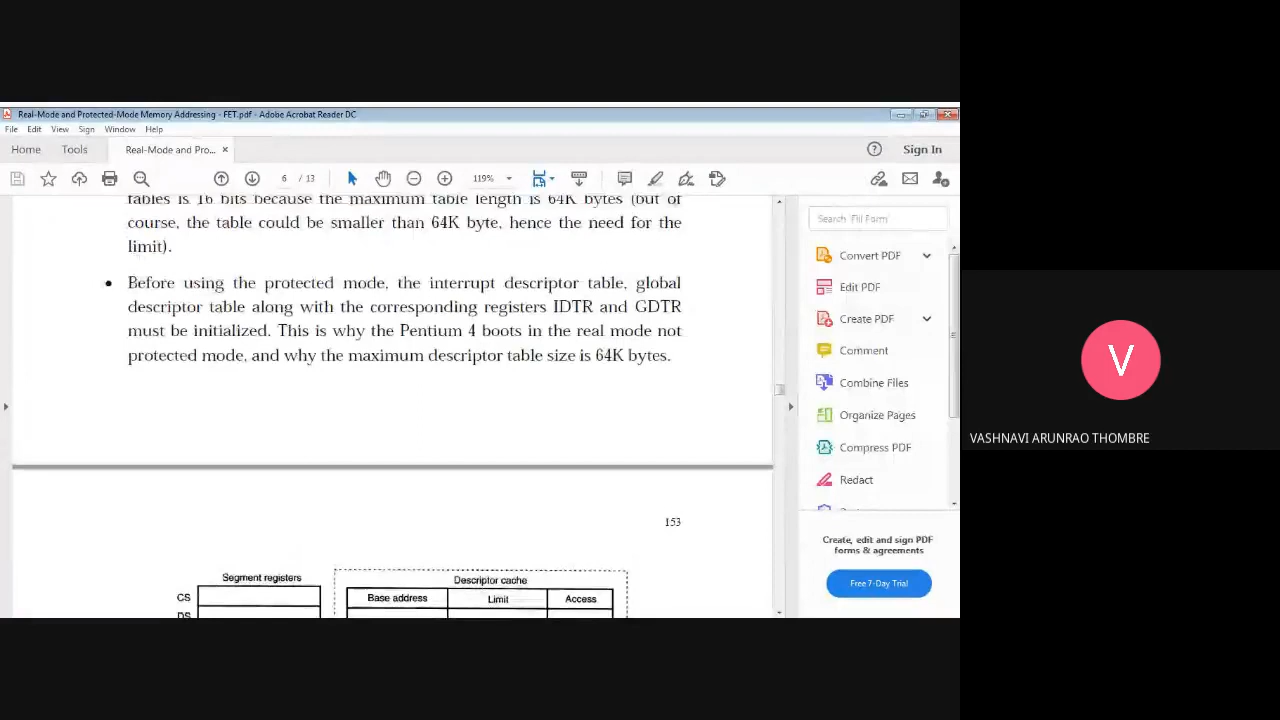 Real-Mode and Protected-Mode Memory Addressing - FET.pdf - Adobe Acrobat Reader DC
File Edit View Sign Window Help
Home Tools Real-Mode and Pro... × Sign In
6 / 13 119%
tables is 16 bits because the maximum table length is 64K bytes (but of
course, the table could be smaller than 64K byte, hence the need for the
limit).
• Before using the protected mode, the interrupt descriptor table, global
descriptor table along with the corresponding registers IDTR and GDTR
must be initialized. This is why the Pentium 4 boots in the real mode not
protected mode, and why the maximum descriptor table size is 64K bytes.
153
Segment registers
Descriptor cache
CS
Base address Limit Access
DS
Search 'Fill Form'
Convert PDF
Edit PDF
Create PDF
Comment
Combine Files
Organize Pages
Compress PDF
Redact
Create, edit and sign PDF
forms & agreements
Free 7-Day Trial
V
VASHNAVI ARUNRAO THOMBRE